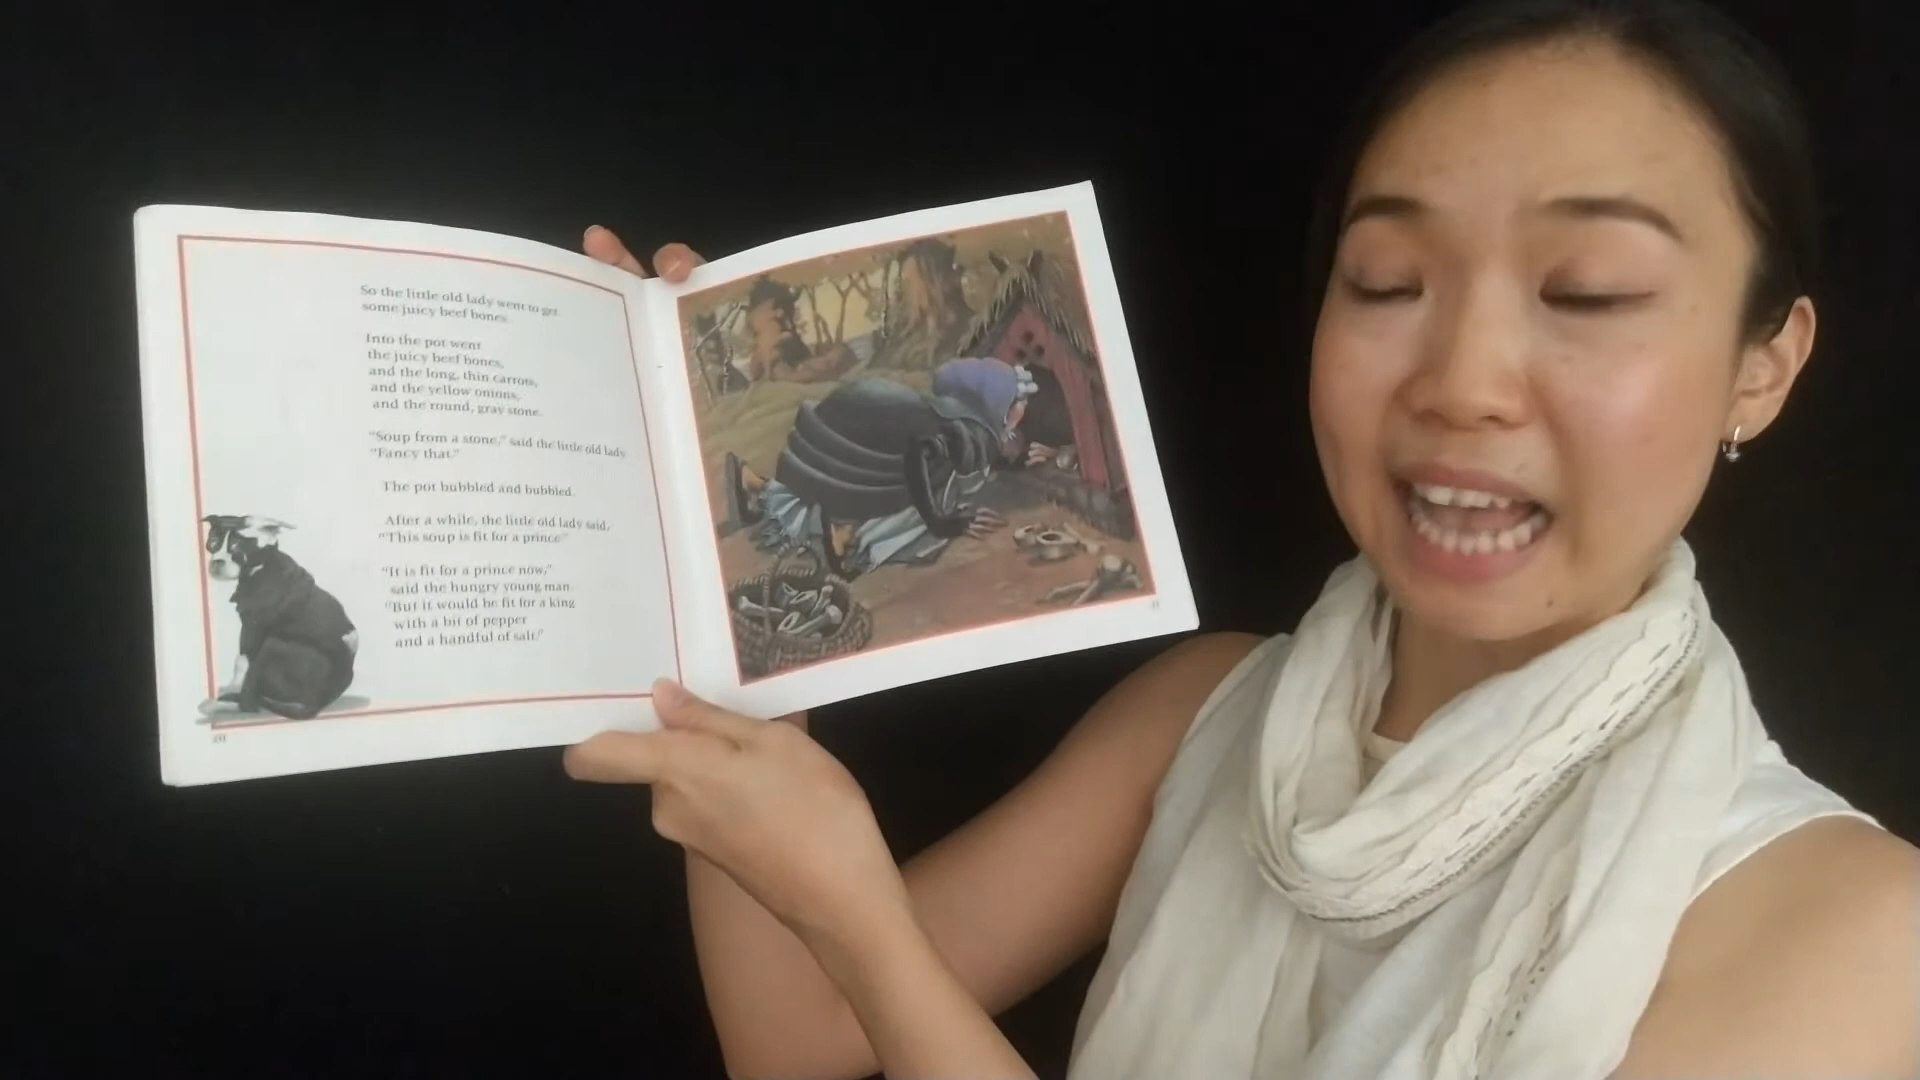 So the little old lady went to get
some juicy beef bones.
Into the pot went
the juicy beef bones,
and the long, thin carrots,
and the yellow onions,
and the round, gray stone.
“Soup from a stone,” said the little old lady.
“Fancy that.”
The pot bubbled and bubbled.
After a while, the little old lady said,
“This soup is fit for a prince.”
“It is fit for a prince now,”
said the hungry young man.
“But it would be fit for a king
with a bit of pepper
and a handful of salt.”